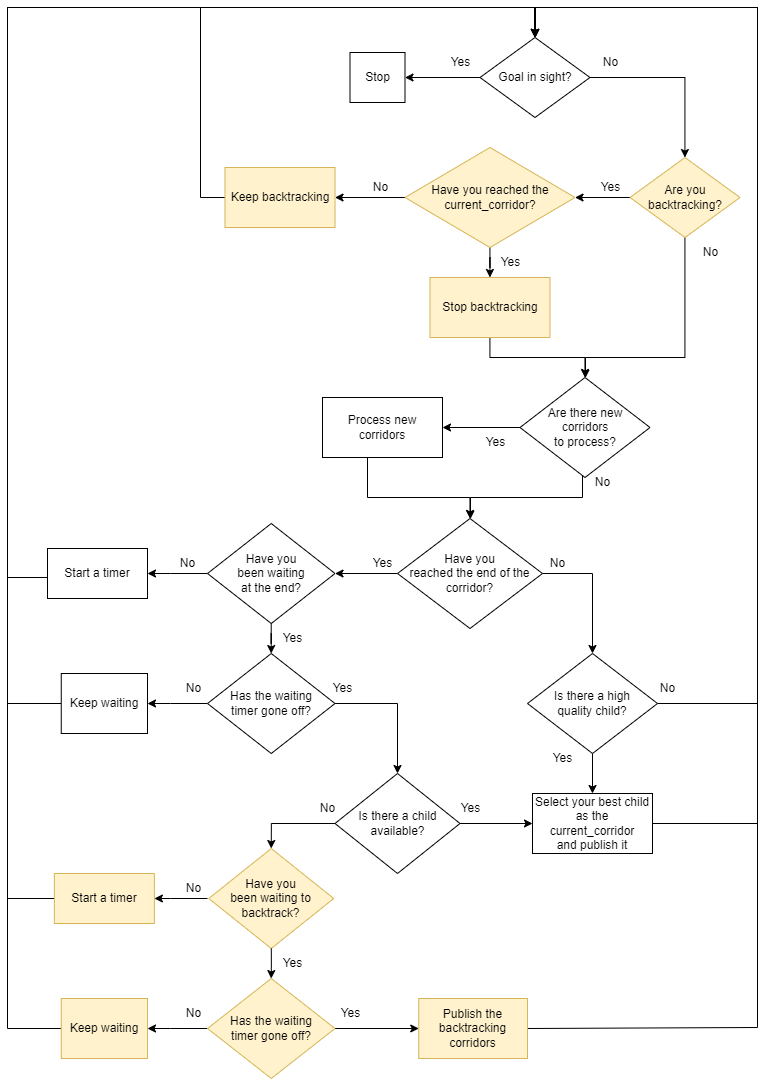 Yes
No
Stop
Goal in sight?
Keep backtracking
No
Have you reached the
current_corridor?
Yes
Are you
backtracking?
Yes
No
Stop backtracking
Process new
corridors
Yes
Are there new
corridors
to process?
No
Start a timer
No
Have you
been waiting
at the end?
Yes
Have you
reached the end of the
corridor?
No
Yes
Keep waiting
No
Has the waiting
timer gone off?
Yes
Is there a high
quality child?
No
Yes
No
Is there a child
available?
Yes
Select your best child
as the
current_corridor
and publish it
Start a timer
No
Have you
been waiting to
backtrack?
Yes
Keep waiting
No
Has the waiting
timer gone off?
Yes
Publish the
backtracking
corridors